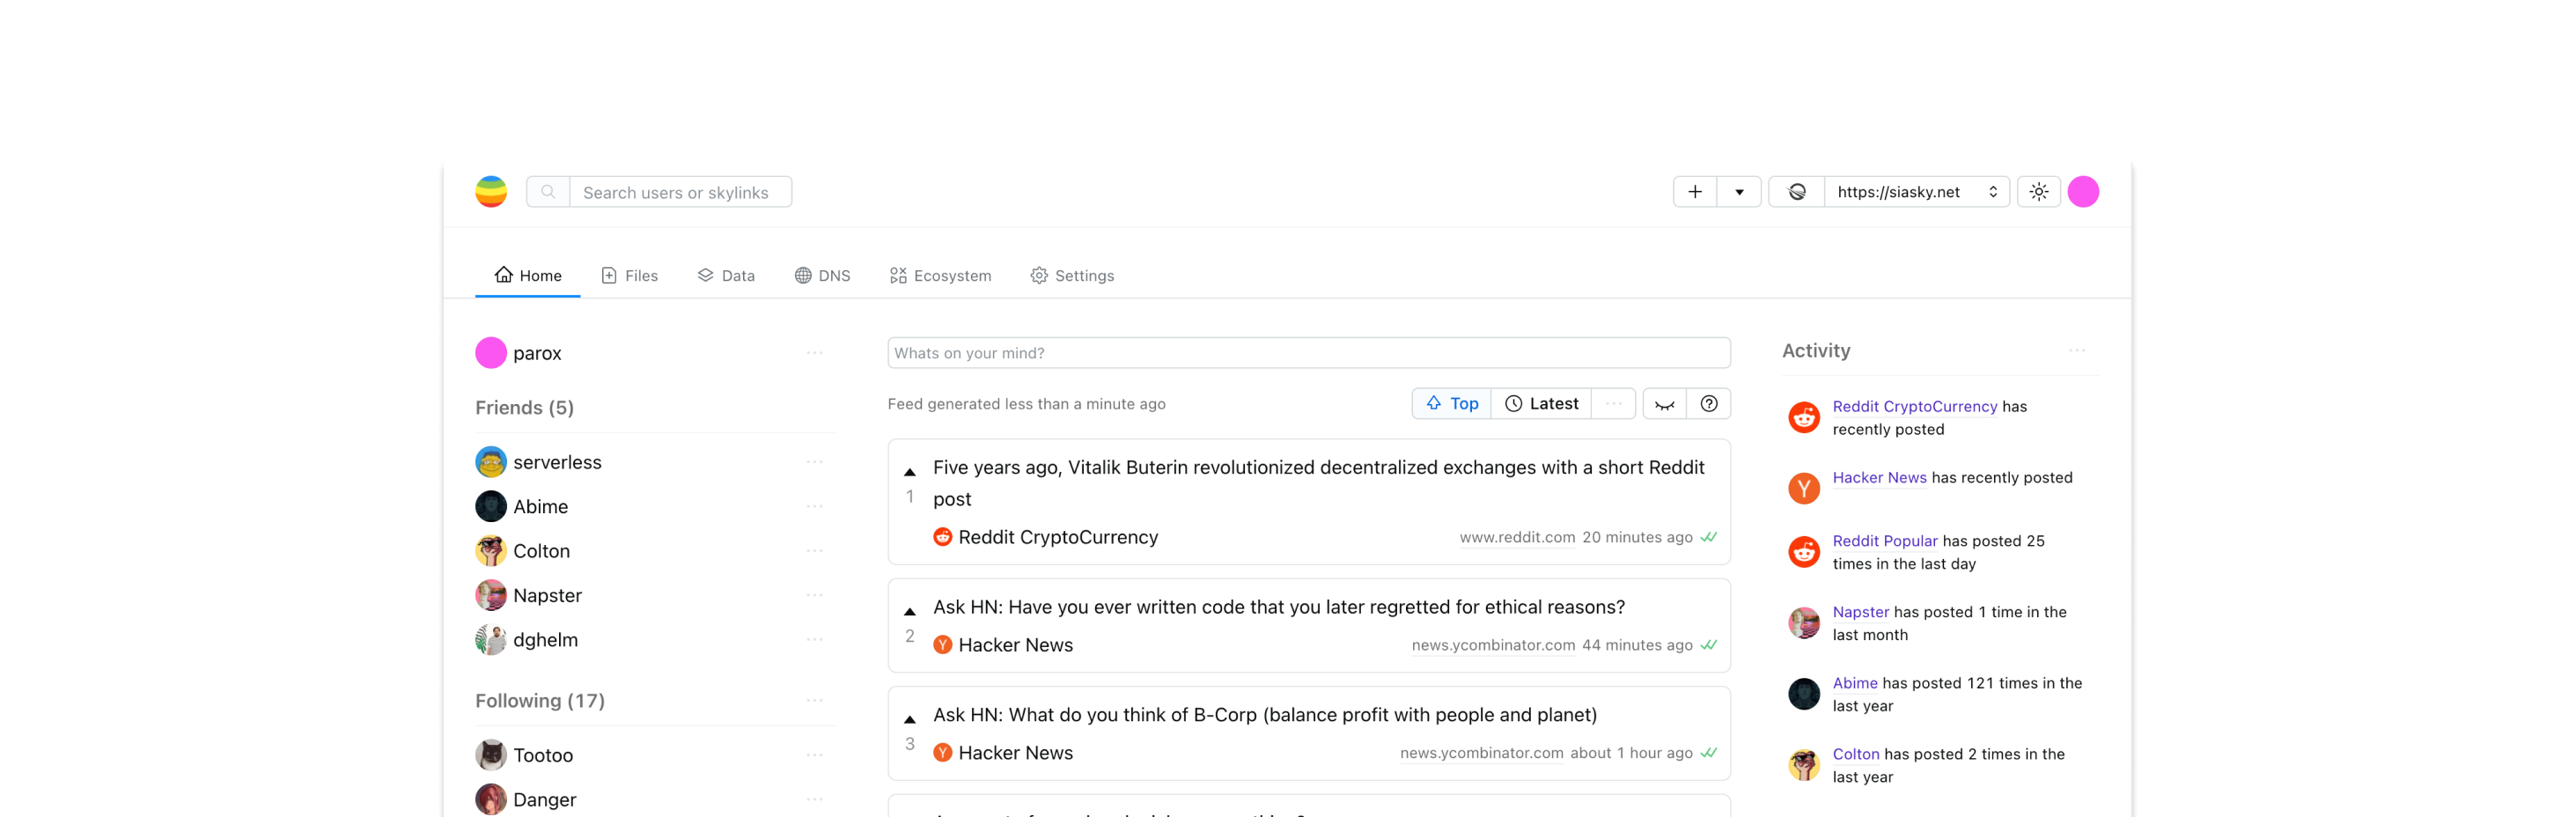 Search users or skylinks
https://siasky.net
Home
Files
Data
DNS
Ecosystem
Settings
parox
Friends (5)
serverless
Abime
Colton
Napster
dghelm
Following (17)
Tootoo
Danger
Whats on your mind?
Feed generated less than a minute ago
Top
Latest
1
Five years ago, Vitalik Buterin revolutionized decentralized exchanges with a short Reddit
post
Reddit CryptoCurrency
www.reddit.com 20 minutes ago
2
Ask HN: Have you ever written code that you later regretted for ethical reasons?
Y
Hacker News
news.ycombinator.com 44 minutes ago
3
Ask HN: What do you think of B-Corp (balance profit with people and planet)
Y
Hacker News
news.ycombinator.com about 1 hour ago
Activity
Reddit CryptoCurrency has
recently posted
Y
Hacker News has recently posted
Reddit Popular has posted 25
times in the last day
Napster has posted 1 time in the
last month
Abime has posted 121 times in the
last year
Colton has posted 2 times in the
last year